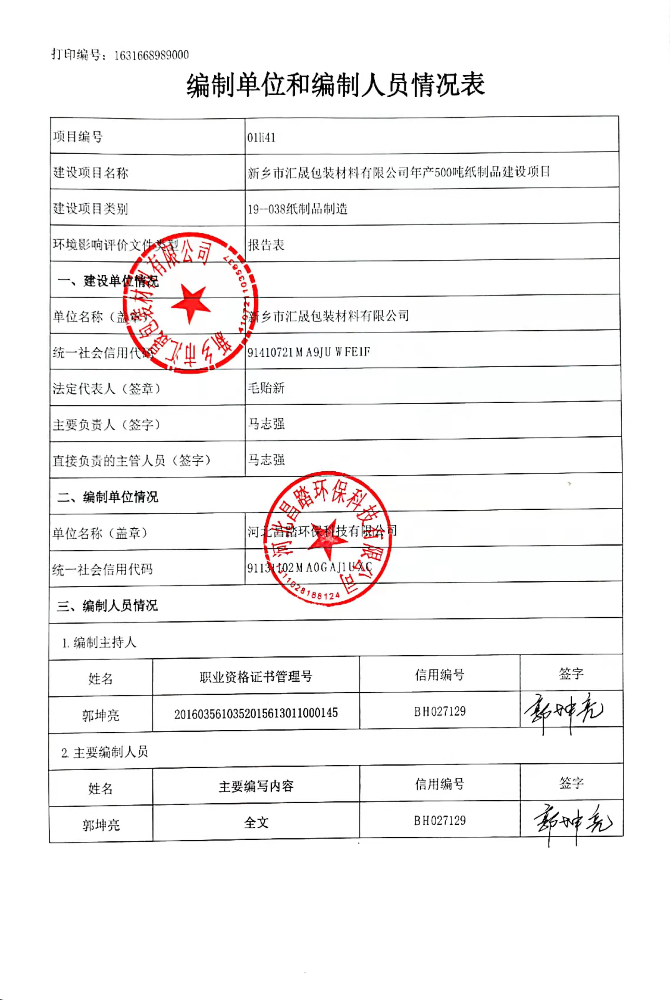 打印编号：1631668989000
编制单位和编制人员情况表
项目编号 01li41
建设项目名称 新乡市汇晟包装材料有限公司年产500吨纸制品建设项目
建设项目类别 19--038纸制品制造
环境影响评价文件类型 报告表
一、建设单位情况
单位名称（盖章） 新乡市汇晟包装材料有限公司
统一社会信用代码 91410721MA9JUWFE1F
法定代表人（签章） 毛贻新
主要负责人（签字） 马志强
直接负责的主管人员（签字） 马志强
新乡市汇晟包装材料有限公司
4107211035637
二、编制单位情况
单位名称（盖章） 河北昌踏环保科技有限公司
统一社会信用代码 91131102MA0GAJ1UXC
河北昌踏环保科技有限公司
1311028188124
三、编制人员情况
1.编制主持人
姓名 职业资格证书管理号 信用编号 签字
郭坤亮 2016035610352015613011000145 BH027129 郭坤亮
2.主要编制人员
姓名 主要编写内容 信用编号 签字
郭坤亮 全文 BH027129 郭坤亮